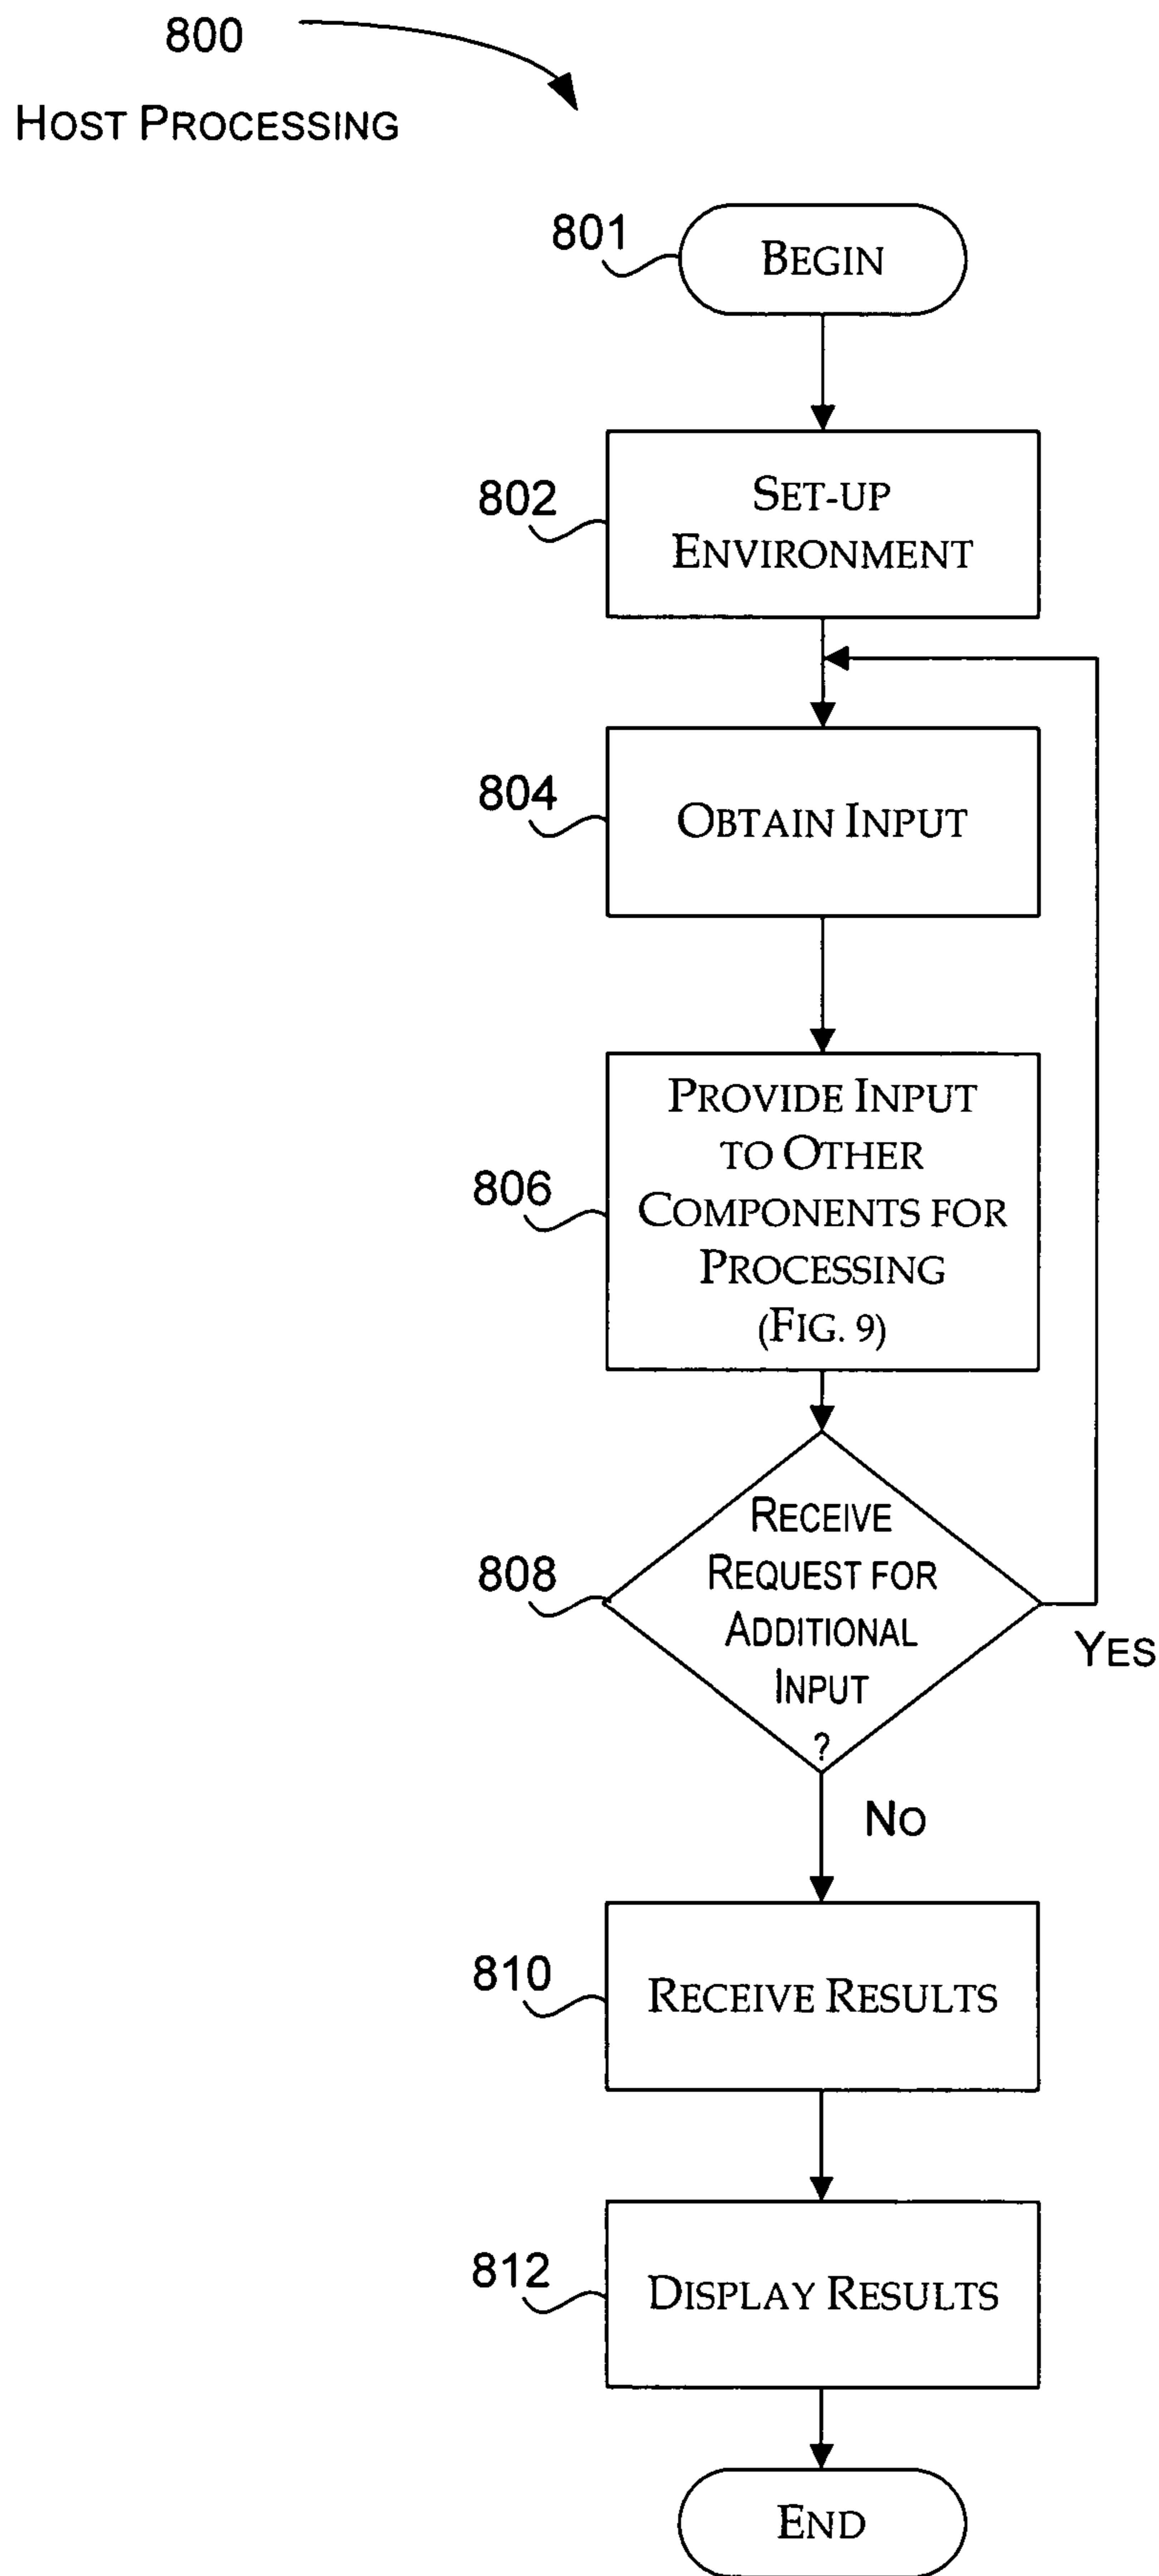 800
HOST PROCESSING
801
BEGIN
802
SET-UP
ENVIRONMENT
804
OBTAIN INPUT
806
PROVIDE INPUT
TO OTHER
COMPONENTS FOR
PROCESSING
(FIG. 9)
808
RECEIVE
REQUEST FOR
ADDITIONAL
INPUT
?
YES
NO
810
RECEIVE RESULTS
812
DISPLAY RESULTS
END